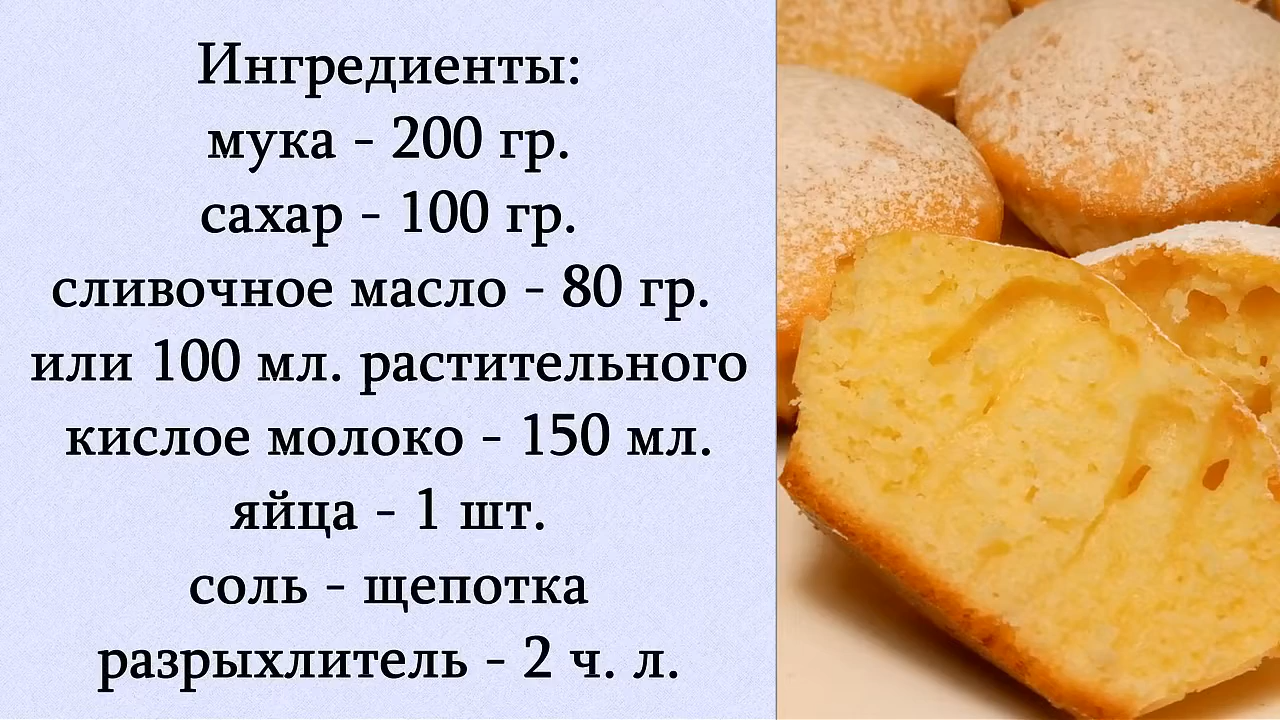 Ингредиенты:
мука - 200 гр.
сахар - 100 гр.
сливочное масло - 80 гр.
или 100 мл. растительного
кислое молоко - 150 мл.
яйца - 1 шт.
соль - щепотка
разрыхлитель - 2 ч. л.